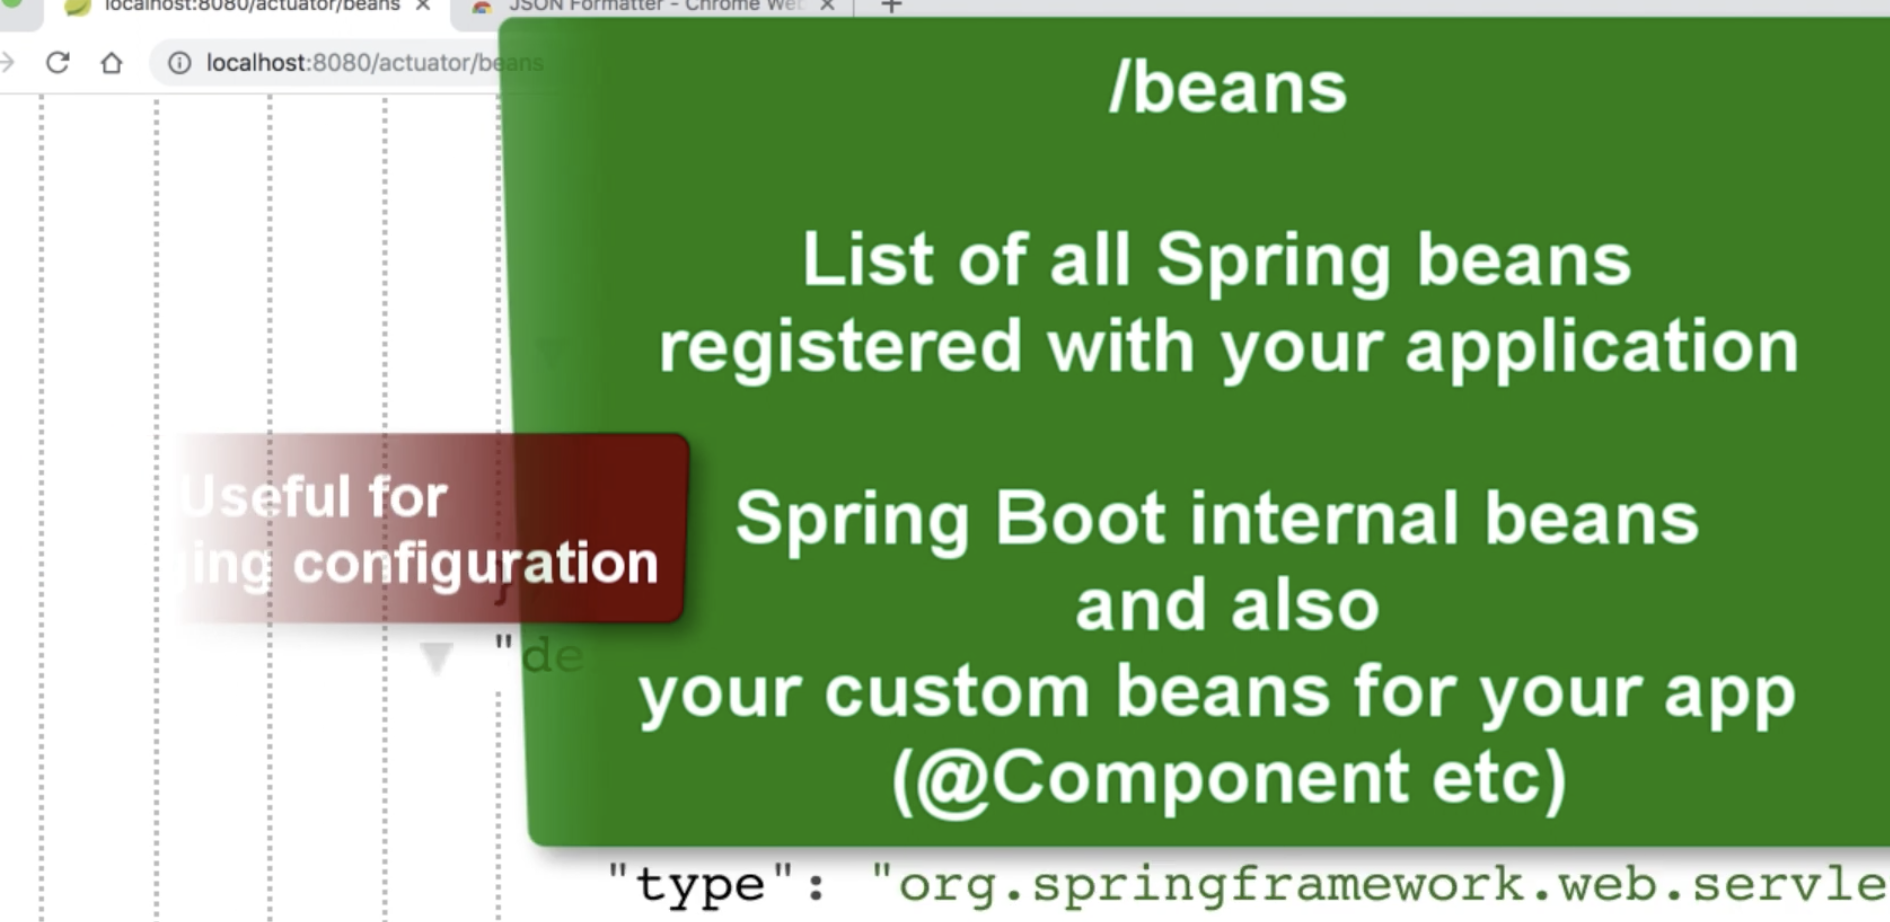 localhost:8080/actuator/beans
JSON Formatter - Chrome Web
localhost:8080/actuator/beans
/beans
List of all Spring beans
registered with your application
Useful for
ing configuration
Spring Boot internal beans
and also
your custom beans for your app
(@Component etc)
}
"de
"type": "org.springframework.web.servle